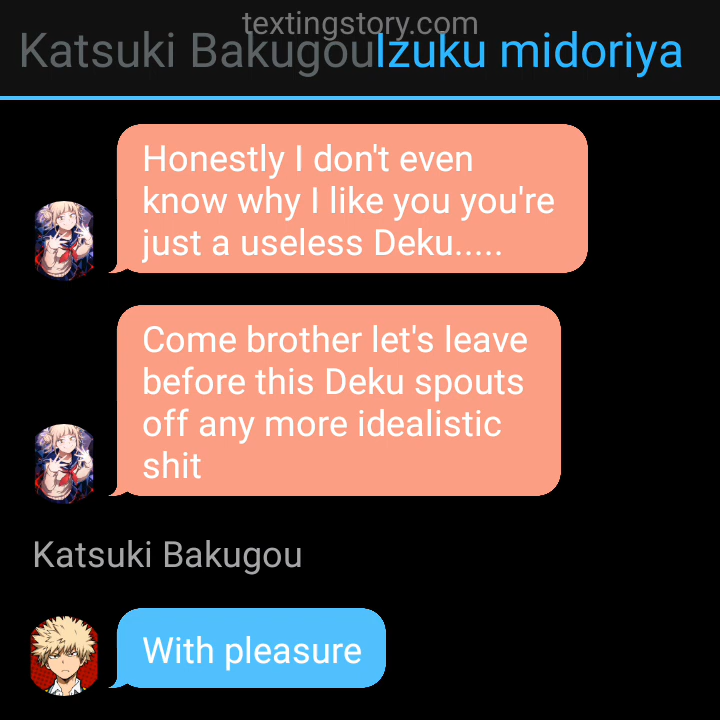 textingstory.com
Katsuki BakugouIzuku midoriya
Honestly I don't even
know why I like you you're
just a useless Deku.....
Come brother let's leave
before this Deku spouts
off any more idealistic
shit
Katsuki Bakugou
With pleasure